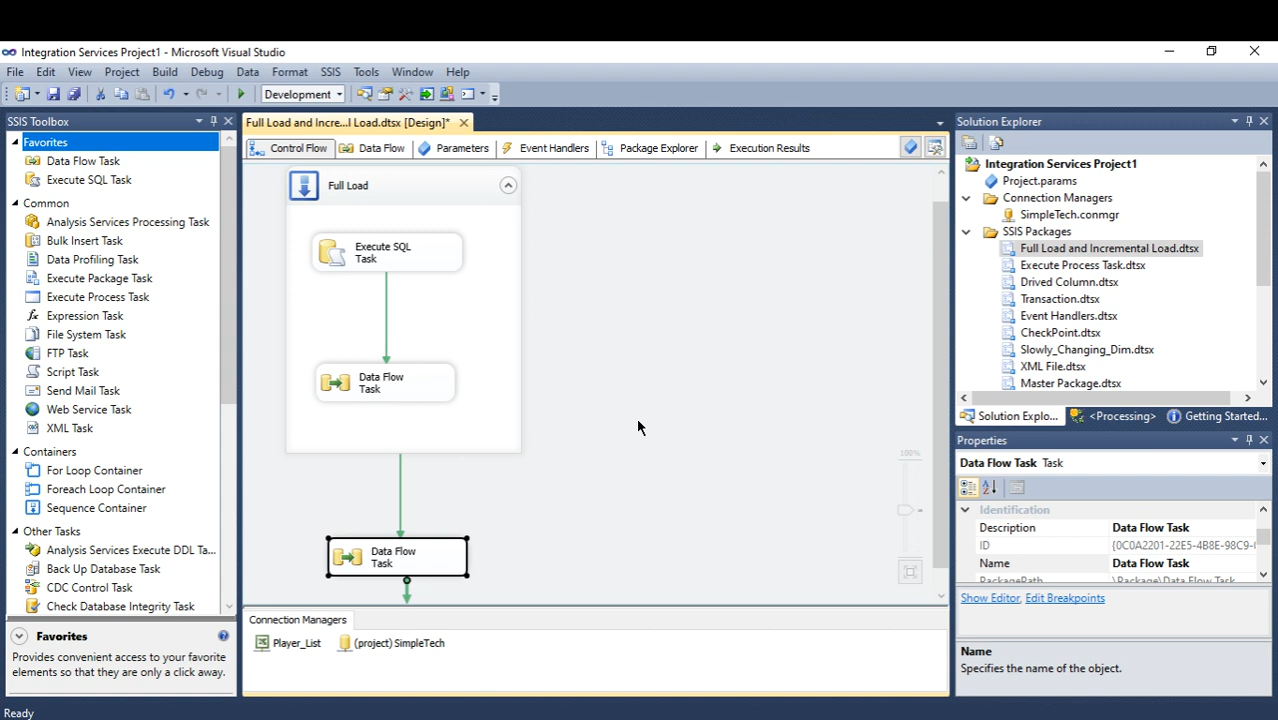 Integration Services Project1 - Microsoft Visual Studio
File Edit View Project Build Debug Data Format SSIS Tools Window Help
Development
SSIS Toolbox
Favorites
Data Flow Task
Execute SQL Task
Common
Analysis Services Processing Task
Bulk Insert Task
Data Profiling Task
Execute Package Task
Execute Process Task
Expression Task
File System Task
FTP Task
Script Task
Send Mail Task
Web Service Task
XML Task
Containers
For Loop Container
Foreach Loop Container
Sequence Container
Other Tasks
Analysis Services Execute DDL Ta...
Back Up Database Task
CDC Control Task
Check Database Integrity Task
Favorites
Provides convenient access to your favorite
elements so that they are only a click away.
Ready
Full Load and Incre...l Load.dtsx [Design]*
Control Flow Data Flow Parameters Event Handlers Package Explorer Execution Results
Full Load
Execute SQL
Task
Data Flow
Task
100%
Data Flow
Task
Connection Managers
Player_List (project) SimpleTech
Solution Explorer
Integration Services Project1
Project.params
Connection Managers
SimpleTech.conmgr
SSIS Packages
Full Load and Incremental Load.dtsx
Execute Process Task.dtsx
Drived Column.dtsx
Transaction.dtsx
Event Handlers.dtsx
CheckPoint.dtsx
Slowly_Changing_Dim.dtsx
XML File.dtsx
Master Package.dtsx
Solution Explo... <Processing> Getting Started...
Properties
Data Flow Task Task
Identification
Description Data Flow Task
ID {0C0A2201-22E5-4B8E-98C9-
Name Data Flow Task
PackagePath \Package\Data Flow Task
Show Editor, Edit Breakpoints
Name
Specifies the name of the object.